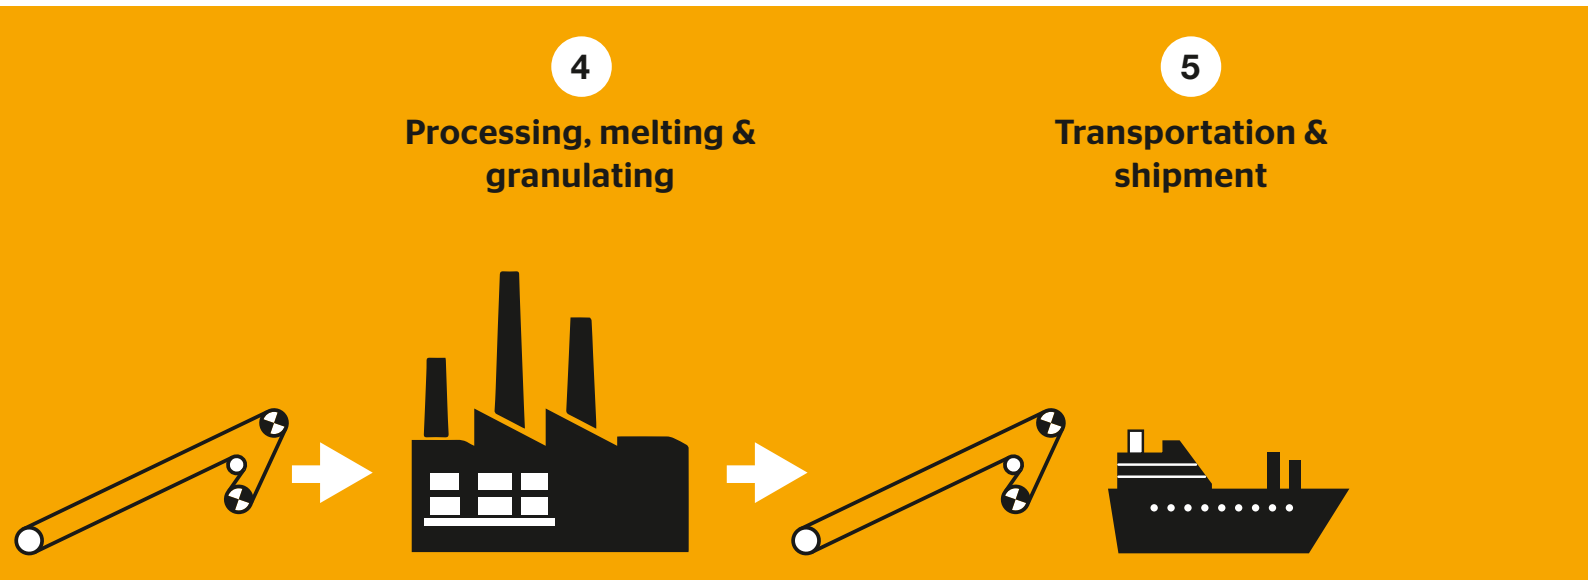 4
Processing, melting &
granulating
5
Transportation &
shipment